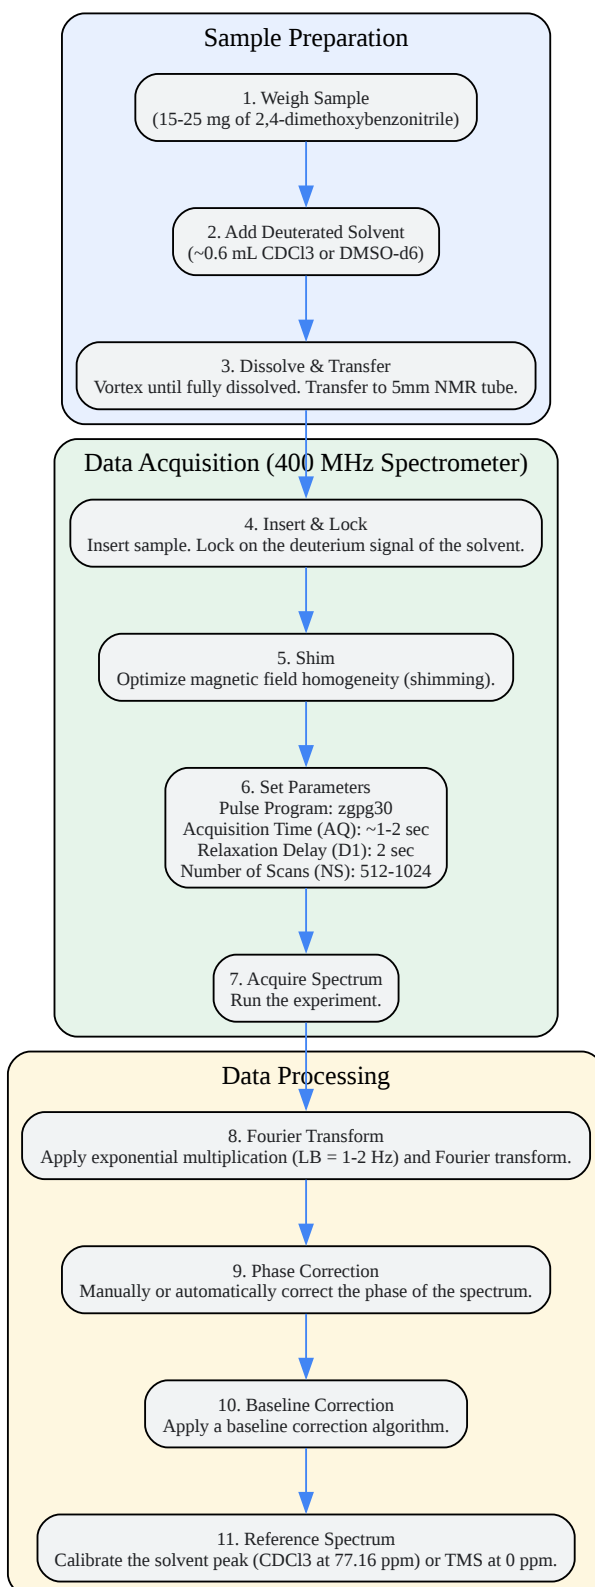 Sample Preparation
1. Weigh Sample
(15-25 mg of 2,4-dimethoxybenzonitrile)
2. Add Deuterated Solvent
(~0.6 mL CDCl3 or DMSO-d6)
3. Dissolve & Transfer
Vortex until fully dissolved. Transfer to 5mm NMR tube.
Data Acquisition (400 MHz Spectrometer)
4. Insert & Lock
Insert sample. Lock on the deuterium signal of the solvent.
5. Shim
Optimize magnetic field homogeneity (shimming).
6. Set Parameters
Pulse Program: zgpg30
Acquisition Time (AQ): ~1-2 sec
Relaxation Delay (D1): 2 sec
Number of Scans (NS): 512-1024
7. Acquire Spectrum
Run the experiment.
Data Processing
8. Fourier Transform
Apply exponential multiplication (LB = 1-2 Hz) and Fourier transform.
9. Phase Correction
Manually or automatically correct the phase of the spectrum.
10. Baseline Correction
Apply a baseline correction algorithm.
11. Reference Spectrum
Calibrate the solvent peak (CDCl3 at 77.16 ppm) or TMS at 0 ppm.